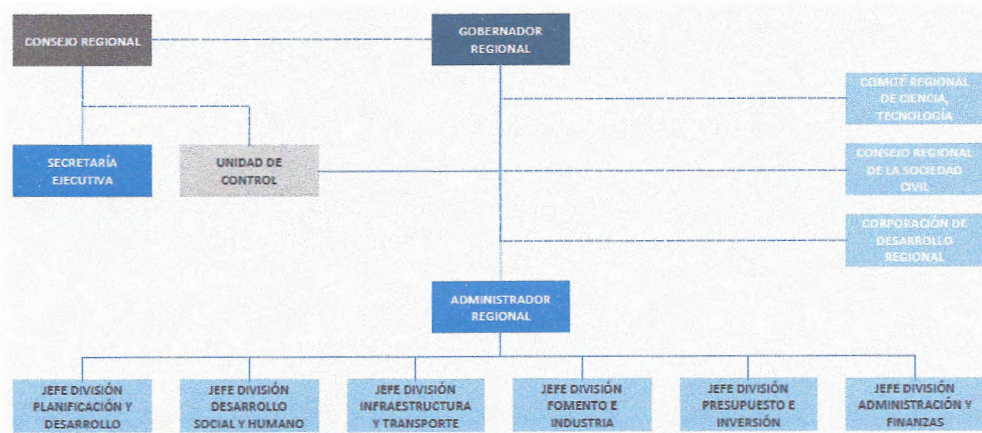 CONSEJO REGIONAL
GOBERNADOR
REGIONAL
COMITÉ REGIONAL
DE CIENCIA,
TECNOLOGÍA
SECRETARÍA
EJECUTIVA
UNIDAD DE
CONTROL
CONSEJO REGIONAL
DE LA SOCIEDAD
CIVIL
CORPORACIÓN DE
DESARROLLO
REGIONAL
ADMINISTRADOR
REGIONAL
JEFE DIVISIÓN
PLANIFICACIÓN Y
DESARROLLO
JEFE DIVISIÓN
DESARROLLO
SOCIAL Y HUMANO
JEFE DIVISIÓN
INFRAESTRUCTURA
Y TRANSPORTE
JEFE DIVISIÓN
FOMENTO E
INDUSTRIA
JEFE DIVISIÓN
PRESUPUESTO E
INVERSIÓN
JEFE DIVISIÓN
ADMINISTRACIÓN Y
FINANZAS